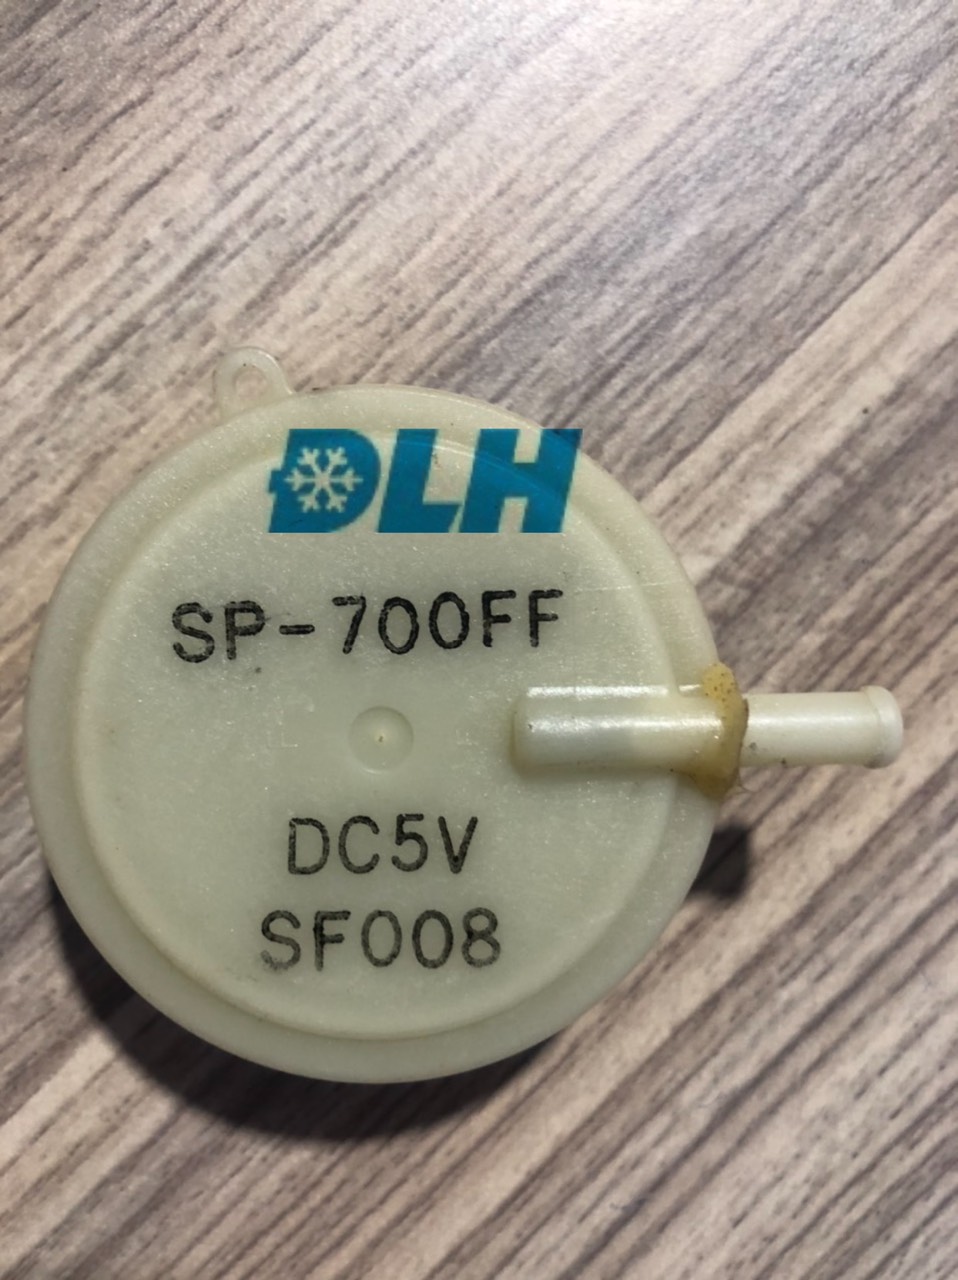 DLH
SP-700FF
DC5V
SF008